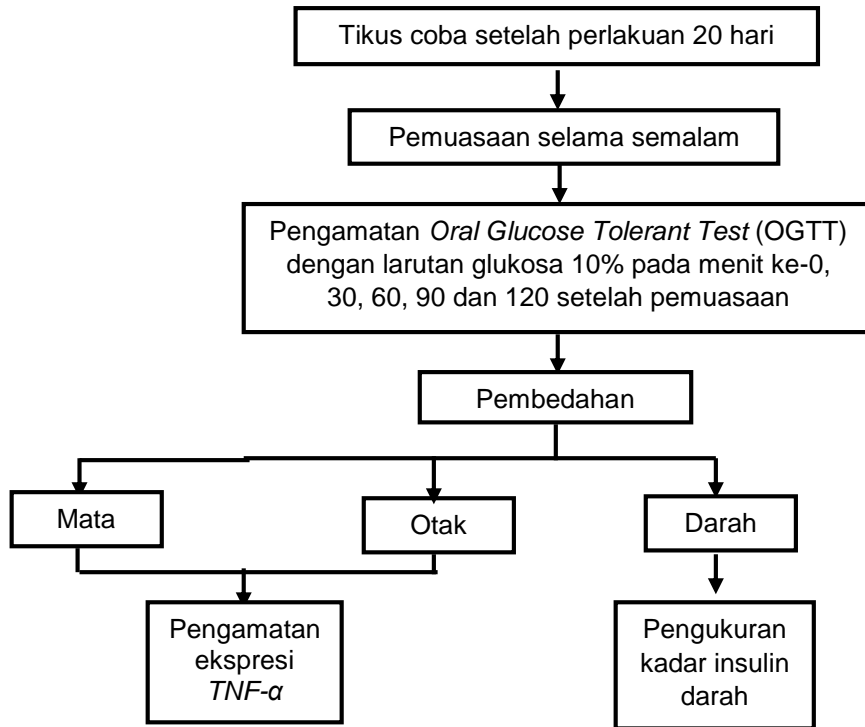 Tikus coba setelah perlakuan 20 hari
Pemuasaan selama semalam
Pengamatan Oral Glucose Tolerant Test (OGTT)
dengan larutan glukosa 10% pada menit ke-0,
30, 60, 90 dan 120 setelah pemuasaan
Pembedahan
Mata
Otak
Darah
Pengamatan
ekspresi
TNF-α
Pengukuran
kadar insulin
darah